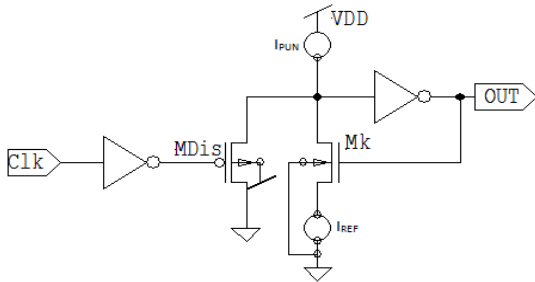 VDD
IPUN
OUT
Clk
MDis
Mk
IREF